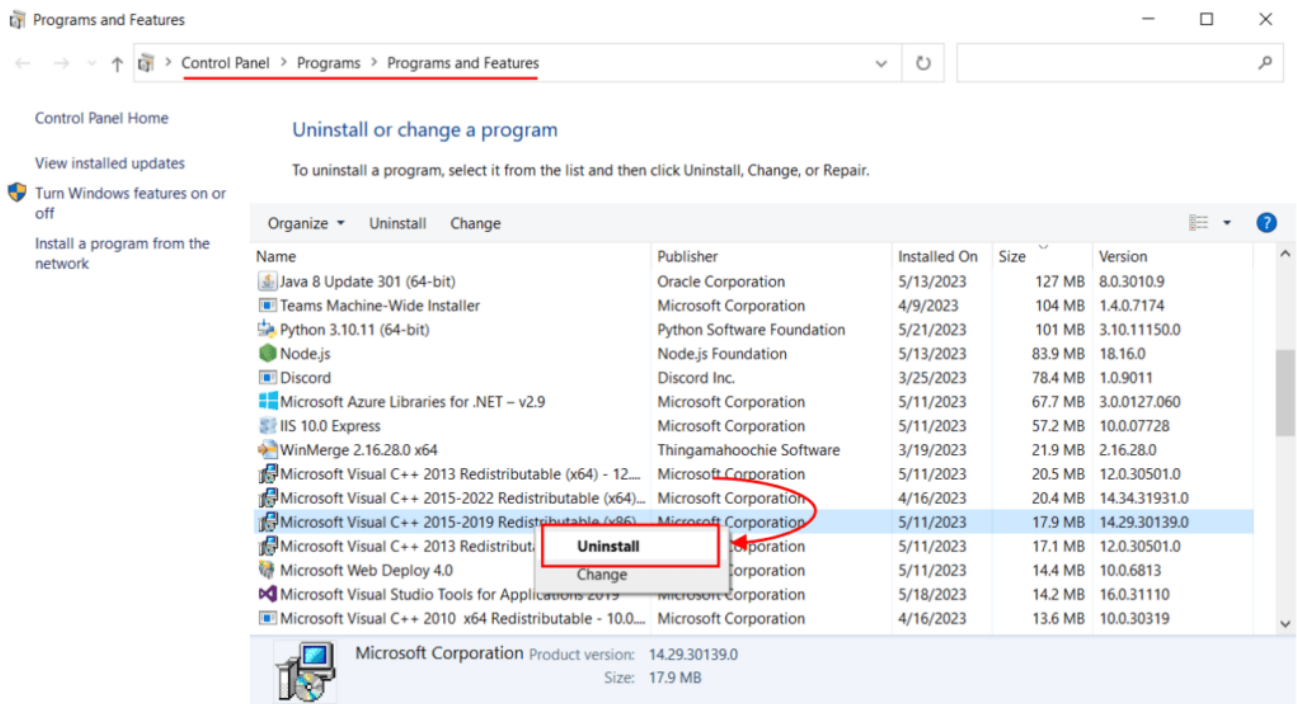 Programs and Features
Control Panel > Programs > Programs and Features
Control Panel Home
View installed updates
Turn Windows features on or
off
Install a program from the
network
Uninstall or change a program
To uninstall a program, select it from the list and then click Uninstall, Change, or Repair.
Organize Uninstall Change
Name Publisher Installed On Size Version
Java 8 Update 301 (64-bit) Oracle Corporation 5/13/2023 127 MB 8.0.3010.9
Teams Machine-Wide Installer Microsoft Corporation 4/9/2023 104 MB 1.4.0.7174
Python 3.10.11 (64-bit) Python Software Foundation 5/21/2023 101 MB 3.10.11150.0
Node.js Node.js Foundation 5/13/2023 83.9 MB 18.16.0
Discord Discord Inc. 3/25/2023 78.4 MB 1.0.9011
Microsoft Azure Libraries for .NET – v2.9 Microsoft Corporation 5/11/2023 67.7 MB 3.0.0127.060
IIS 10.0 Express Microsoft Corporation 5/11/2023 57.2 MB 10.0.07728
WinMerge 2.16.28.0 x64 Thingamahoochie Software 3/19/2023 21.9 MB 2.16.28.0
Microsoft Visual C++ 2013 Redistributable (x64) - 12.... Microsoft Corporation 5/11/2023 20.5 MB 12.0.30501.0
Microsoft Visual C++ 2015-2022 Redistributable (x64)... Microsoft Corporation 4/16/2023 20.4 MB 14.34.31931.0
Microsoft Visual C++ 2015-2019 Redistributable (x86)... Microsoft Corporation 5/11/2023 17.9 MB 14.29.30139.0
Microsoft Visual C++ 2013 Redistributa Corporation 5/11/2023 17.1 MB 12.0.30501.0
Uninstall
Change
Microsoft Web Deploy 4.0 Corporation 5/11/2023 14.4 MB 10.0.6813
Microsoft Visual Studio Tools for Applications 2019 Microsoft Corporation 5/18/2023 14.2 MB 16.0.31110
Microsoft Visual C++ 2010 x64 Redistributable - 10.0.... Microsoft Corporation 4/16/2023 13.6 MB 10.0.30319
Microsoft Corporation Product version: 14.29.30139.0
Size: 17.9 MB